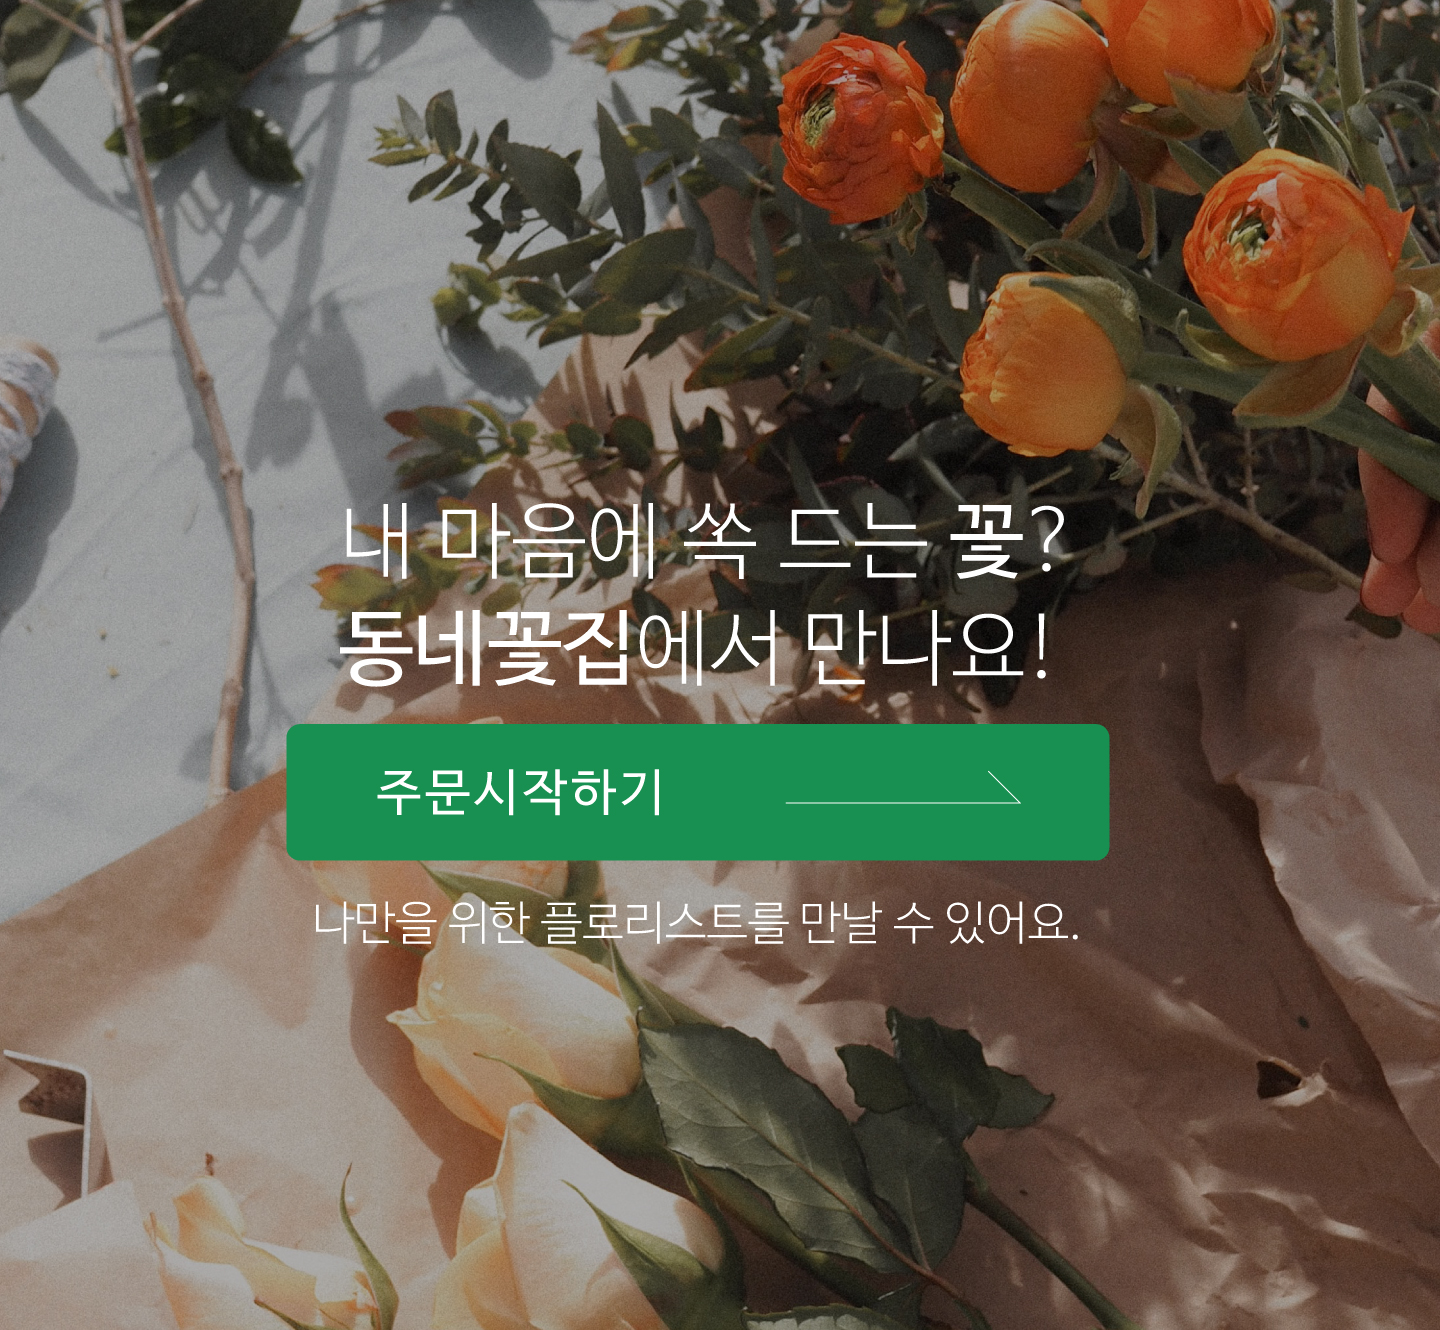 내 마음에 쏙 드는 꽃?
동네꽃집에서 만나요!
주문시작하기
나만을 위한 플로리스트를 만날 수 있어요.